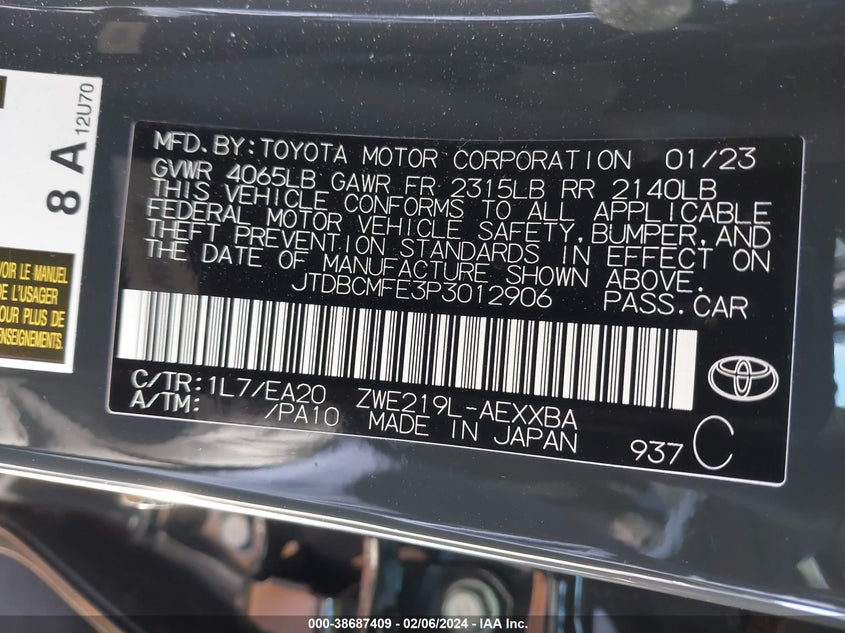 8 A 12U70
VOIR LE MANUEL
DE L'USAGER
POUR PLUS DE
RENSEIGNEMENTS.
MFD.BY:TOYOTA MOTOR CORPORATION 01/23
GVWR 4065LB GAWR FR 2315LB RR 2140LB
THIS VEHICLE CONFORMS TO ALL APPLICABLE
FEDERAL MOTOR VEHICLE SAFETY,BUMPER,AND
THEFT PREVENTION STANDARDS IN EFFECT ON
THE DATE OF MANUFACTURE SHOWN ABOVE.
JTDBCMFE3P3012906 PASS.CAR
C/TR:1L7/EA20 ZWE219L-AEXXBA
A/TM: /PA10 MADE IN JAPAN 937 C
000-38687409 - 02/06/2024 - IAA Inc.